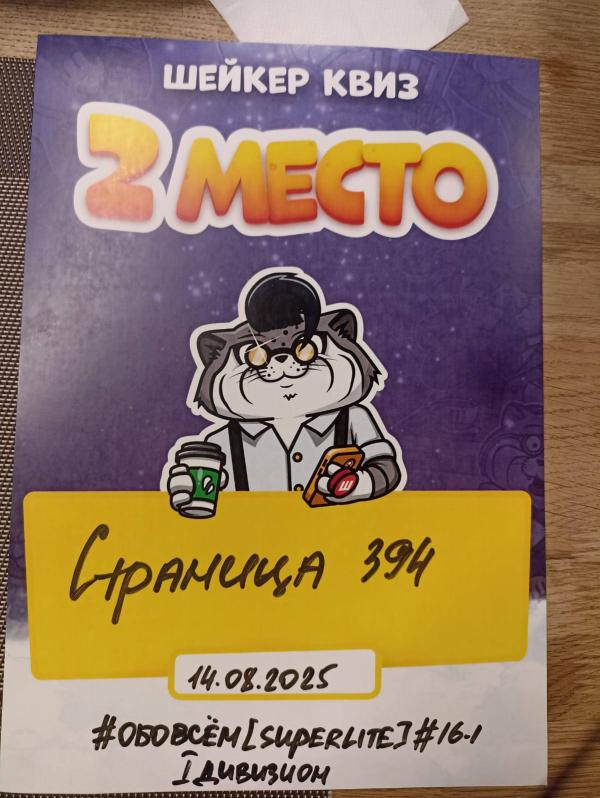 ШЕЙКЕР КВИЗ
2 МЕСТО
Ш
Страница 394
14.08.2025
#ОБОВСЁМ[SUPERLITE]#16.1
I ДИВИЗИОН